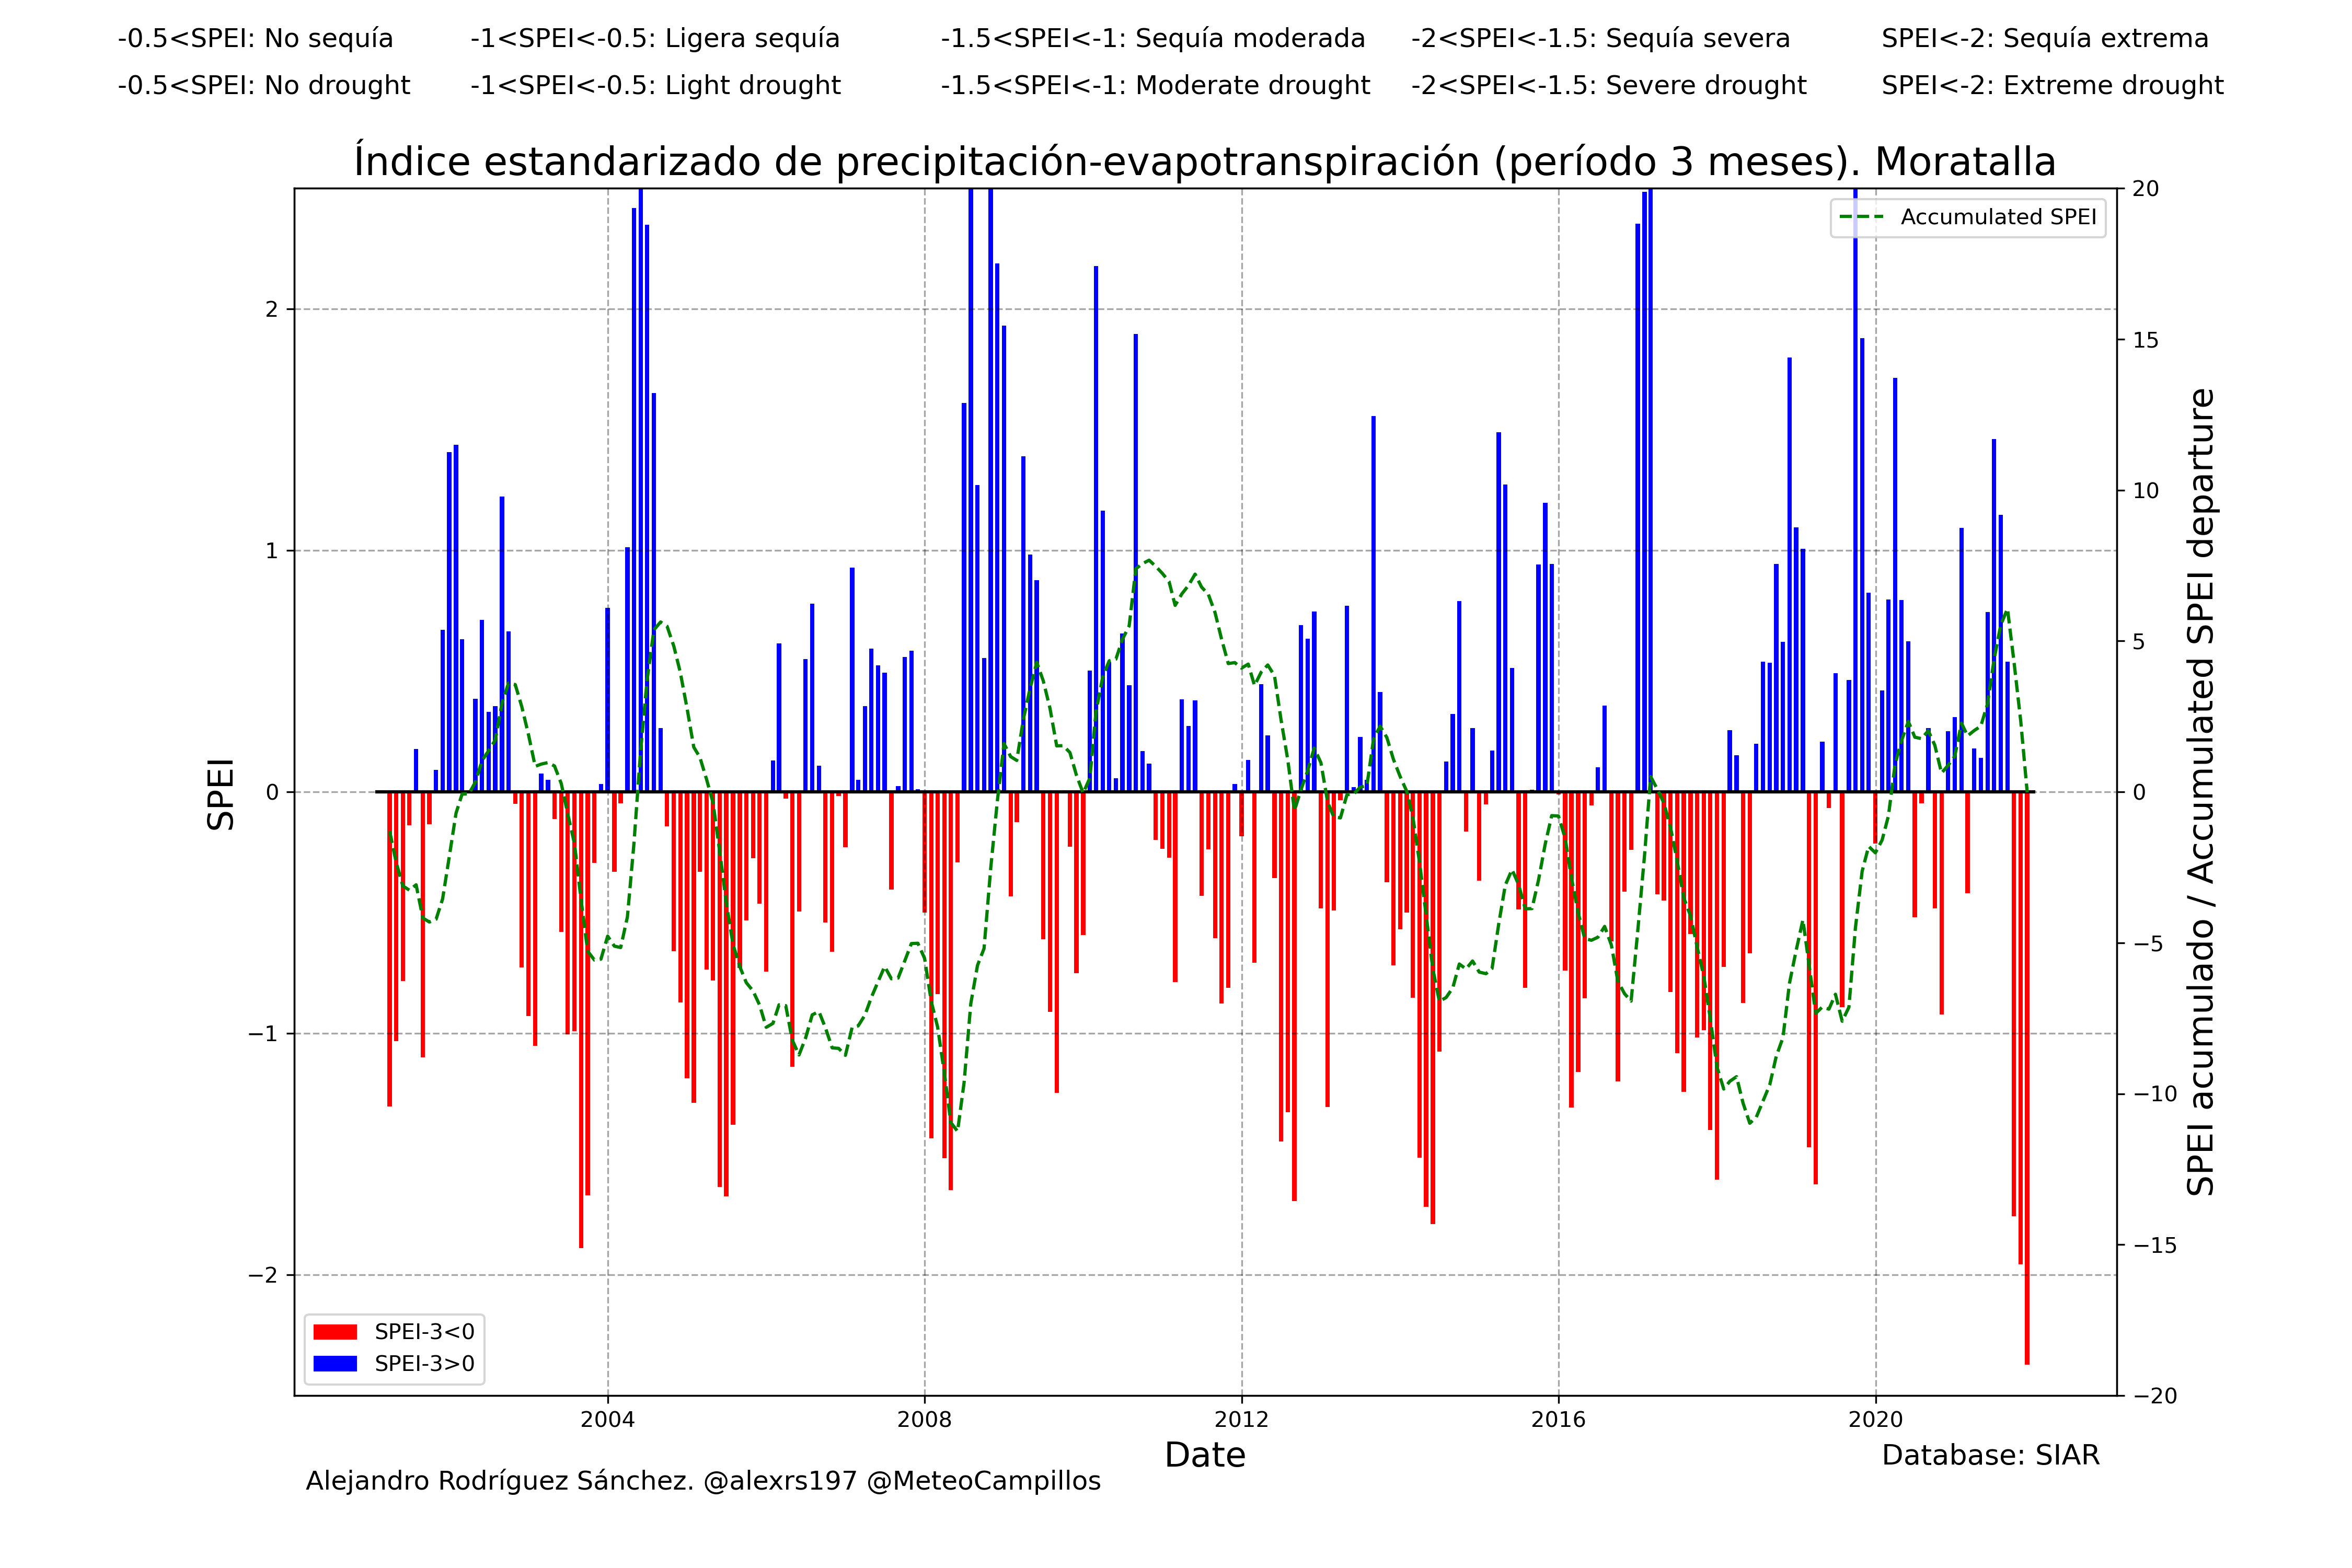 -0.5<SPEI: No sequía -1<SPEI<-0.5: Ligera sequía -1.5<SPEI<-1: Sequía moderada -2<SPEI<-1.5: Sequía severa SPEI<-2: Sequía extrema
-0.5<SPEI: No drought -1<SPEI<-0.5: Light drought -1.5<SPEI<-1: Moderate drought -2<SPEI<-1.5: Severe drought SPEI<-2: Extreme drought
Índice estandarizado de precipitación-evapotranspiración (período 3 meses). Moratalla
SPEI
2
1
0
−1
−2
Accumulated SPEI
20
15
10
5
0
−5
−10
−15
−20
SPEI acumulado / Accumulated SPEI departure
SPEI-3<0
SPEI-3>0
2004 2008 2012 2016 2020
Date
Database: SIAR
Alejandro Rodríguez Sánchez. @alexrs197 @MeteoCampillos